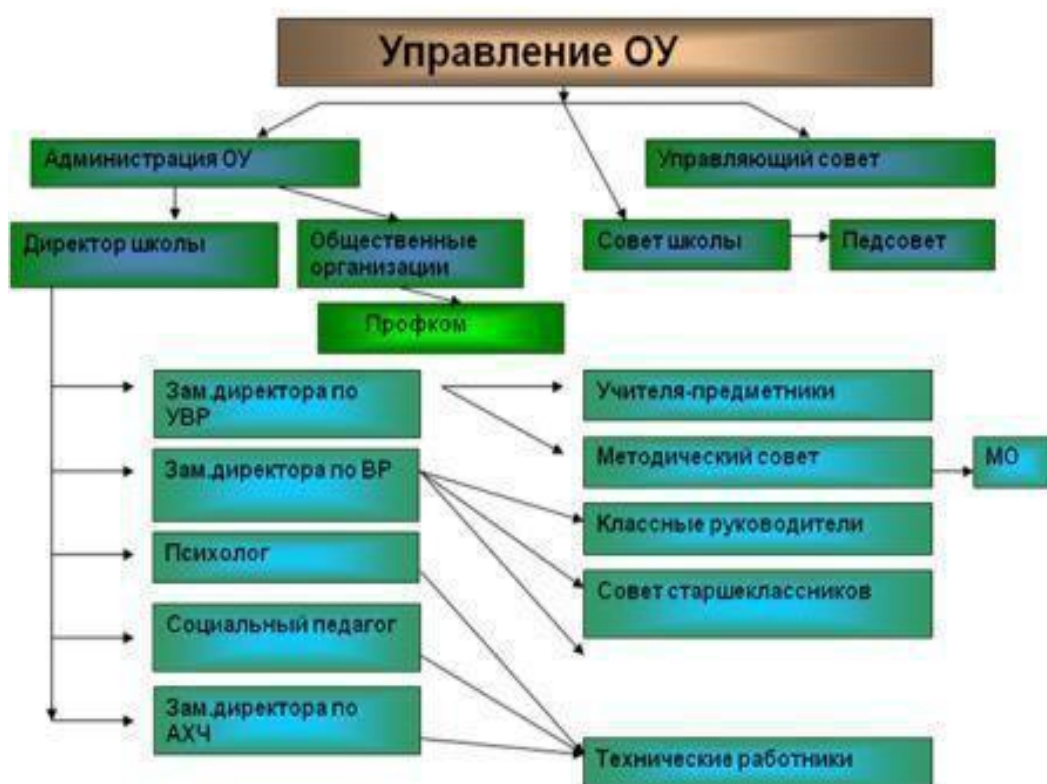 Управление ОУ
Администрация ОУ
Управляющий совет
Директор школы
Общественные
организации
Совет школы
Педсовет
Профком
Зам.директора по
УВР
Учителя-предметники
Зам.директора по ВР
Методический совет
МО
Классные руководители
Психолог
Совет старшеклассников
Социальный педагог
Зам.директора по
АХЧ
Технические работники